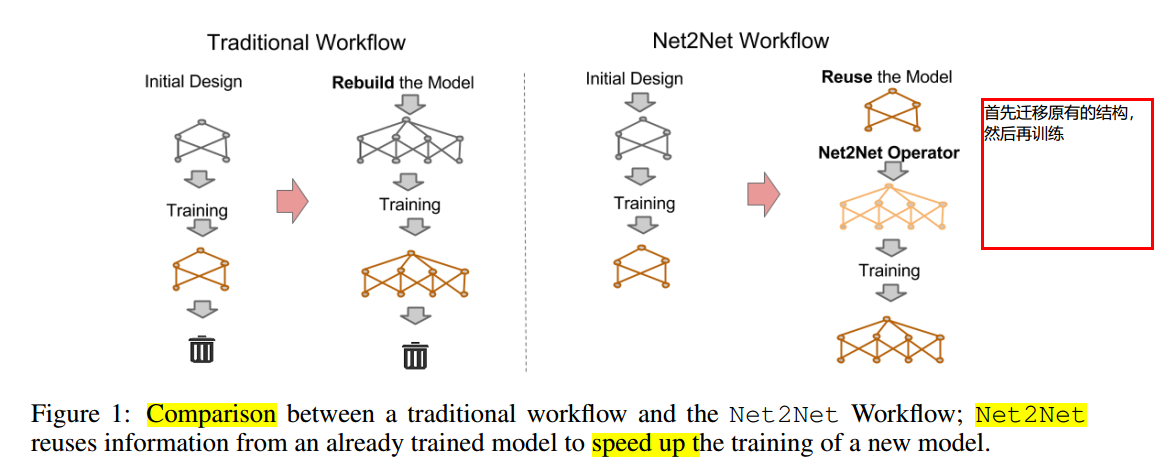 Traditional Workflow
Initial Design
Rebuild the Model
Training
Training
Net2Net Workflow
Initial Design
Reuse the Model
Net2Net Operator
Training
Training
首先迁移原有的结构，
然后再训练
Figure 1: Comparison between a traditional workflow and the Net2Net Workflow; Net2Net
reuses information from an already trained model to speed up the training of a new model.